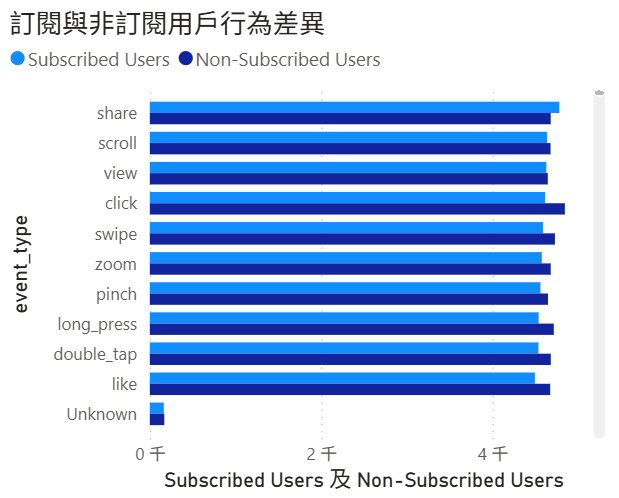 訂閱與非訂閱用戶行為差異
Subscribed Users Non-Subscribed Users
event_type
share
scroll
view
click
swipe
zoom
pinch
long_press
double_tap
like
Unknown
0 千 2 千 4 千
Subscribed Users 及 Non-Subscribed Users